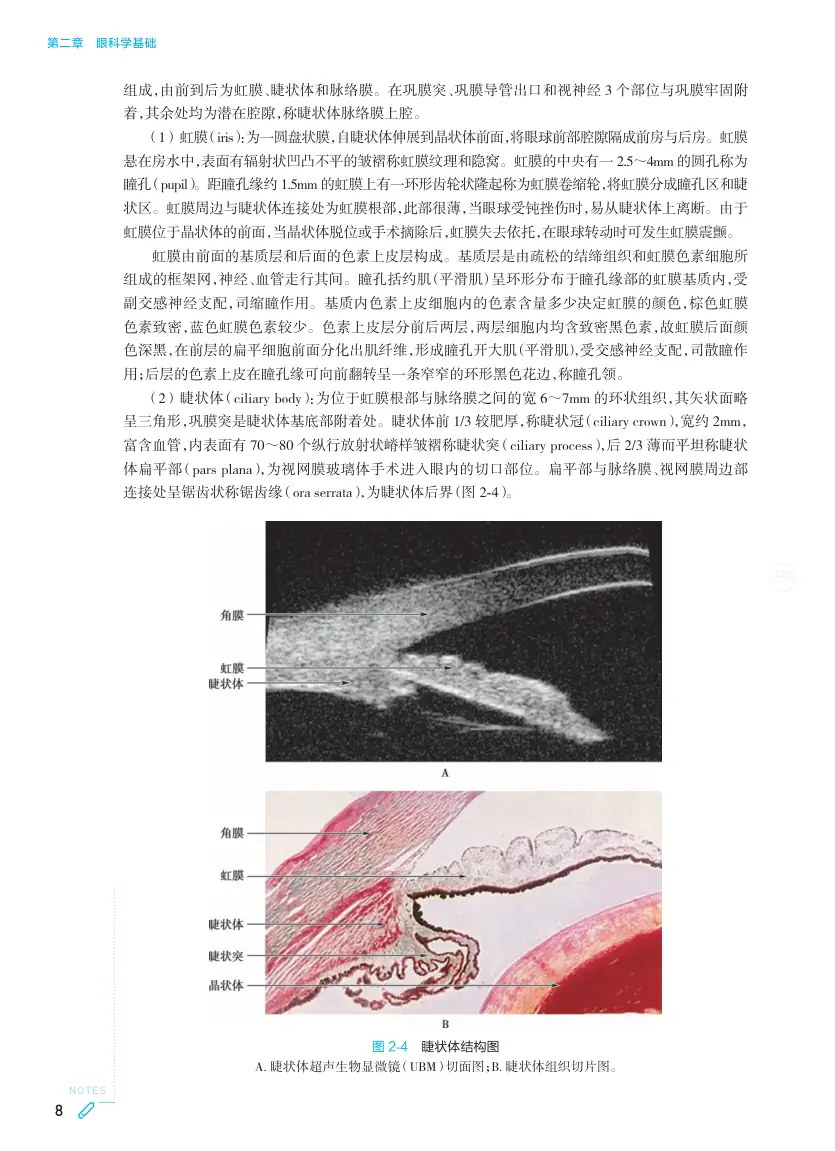 第二章 眼科学基础
组成,由前到后为虹膜、睫状体和脉络膜。在巩膜突、巩膜导管出口和视神经 3 个部位与巩膜牢固附
着,其余处均为潜在腔隙,称睫状体脉络膜上腔。
(1)虹膜(iris):为一圆盘状膜,自睫状体伸展到晶状体前面,将眼球前部腔隙隔成前房与后房。虹膜
悬在房水中,表面有辐射状凹凸不平的皱褶称虹膜纹理和隐窝。虹膜的中央有一 2.5～4mm 的圆孔称为
瞳孔(pupil)。距瞳孔缘约 1.5mm 的虹膜上有一环形齿轮状隆起称为虹膜卷缩轮,将虹膜分成瞳孔区和睫
状区。虹膜周边与睫状体连接处为虹膜根部,此部很薄,当眼球受钝挫伤时,易从睫状体上离断。由于
虹膜位于晶状体的前面,当晶状体脱位或手术摘除后,虹膜失去依托,在眼球转动时可发生虹膜震颤。
虹膜由前面的基质层和后面的色素上皮层构成。基质层是由疏松的结缔组织和虹膜色素细胞所
组成的框架网,神经、血管走行其间。瞳孔括约肌(平滑肌)呈环形分布于瞳孔缘部的虹膜基质内,受
副交感神经支配,司缩瞳作用。基质内色素上皮细胞内的色素含量多少决定虹膜的颜色,棕色虹膜
色素致密,蓝色虹膜色素较少。色素上皮层分前后两层,两层细胞内均含致密黑色素,故虹膜后面颜
色深黑,在前层的扁平细胞前面分化出肌纤维,形成瞳孔开大肌(平滑肌),受交感神经支配,司散瞳作
用;后层的色素上皮在瞳孔缘可向前翻转呈一条窄窄的环形黑色花边,称瞳孔领。
(2)睫状体(ciliary body):为位于虹膜根部与脉络膜之间的宽 6～7mm 的环状组织,其矢状面略
呈三角形,巩膜突是睫状体基底部附着处。睫状体前 1/3 较肥厚,称睫状冠(ciliary crown),宽约 2mm,
富含血管,内表面有 70～80 个纵行放射状嵴样皱褶称睫状突(ciliary process),后 2/3 薄而平坦称睫状
体扁平部(pars plana),为视网膜玻璃体手术进入眼内的切口部位。扁平部与脉络膜、视网膜周边部
连接处呈锯齿状称锯齿缘(ora serrata),为睫状体后界(图 2-4)。
角膜
虹膜
睫状体
A
角膜
虹膜
睫状体
睫状突
晶状体
B
图 2-4 睫状体结构图
A. 睫状体超声生物显微镜(UBM)切面图;B. 睫状体组织切片图。
NOTES
8